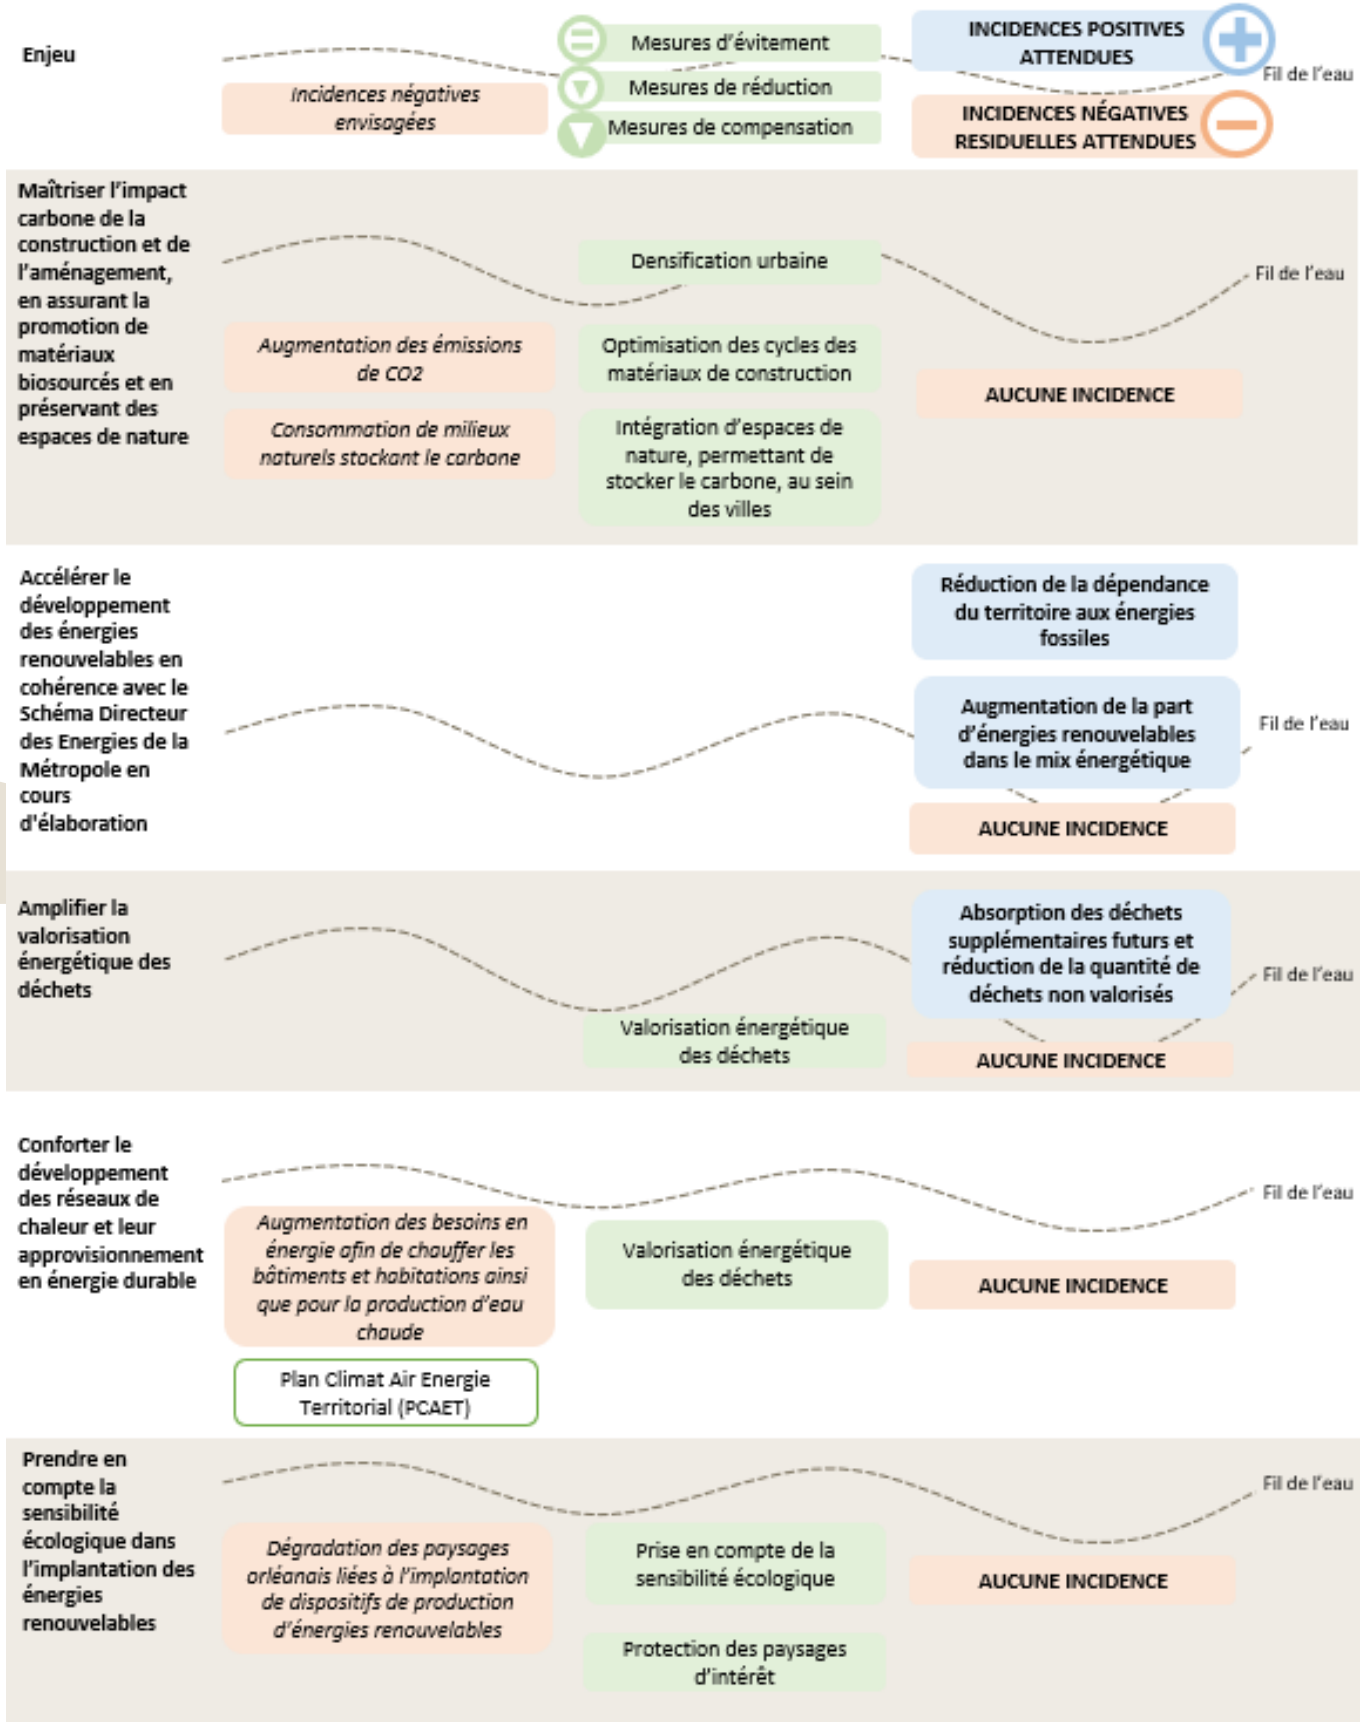 Enjeu
Incidences négatives
envisagées
Mesures d'évitement
Mesures de réduction
Mesures de compensation
INCIDENCES POSITIVES
ATTENDUES
INCIDENCES NÉGATIVES
RESIDUELLES ATTENDUES
Fil de l'eau
Maîtriser l'impact
carbone de la
construction et de
l'aménagement,
en assurant la
promotion de
matériaux
biosourcés et en
préservant des
espaces de nature
Augmentation des émissions
de CO2
Consommation de milieux
naturels stockant le carbone
Densification urbaine
Optimisation des cycles des
matériaux de construction
Intégration d'espaces de
nature, permettant de
stocker le carbone, au sein
des villes
AUCUNE INCIDENCE
Fil de l'eau
Accélérer le
développement
des énergies
renouvelables en
cohérence avec le
Schéma Directeur
des Energies de la
Métropole en
cours
d'élaboration
Réduction de la dépendance
du territoire aux énergies
fossiles
Augmentation de la part
d'énergies renouvelables
dans le mix énergétique
AUCUNE INCIDENCE
Fil de l'eau
Amplifier la
valorisation
énergétique des
déchets
Valorisation énergétique
des déchets
Absorption des déchets
supplémentaires futurs et
réduction de la quantité de
déchets non valorisés
AUCUNE INCIDENCE
Fil de l'eau
Conforter le
développement
des réseaux de
chaleur et leur
approvisionnement
en énergie durable
Augmentation des besoins en
énergie afin de chauffer les
bâtiments et habitations ainsi
que pour la production d'eau
chaude
Plan Climat Air Energie
Territorial (PCAET)
Valorisation énergétique
des déchets
AUCUNE INCIDENCE
Fil de l'eau
Prendre en
compte la
sensibilité
écologique dans
l'implantation des
énergies
renouvelables
Dégradation des paysages
orléanais liées à l'implantation
de dispositifs de production
d'énergies renouvelables
Prise en compte de la
sensibilité écologique
Protection des paysages
d'intérêt
AUCUNE INCIDENCE
Fil de l'eau